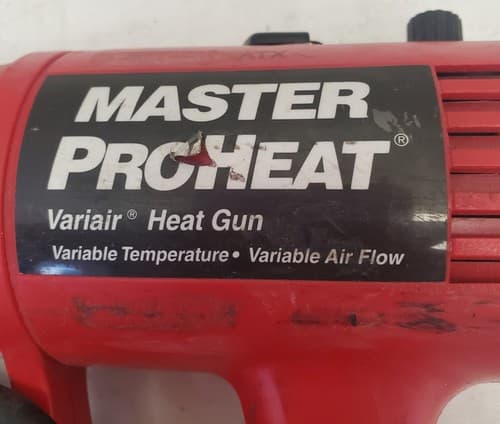 MASTER
PROHEAT®
Variair® Heat Gun
Variable Temperature • Variable Air Flow